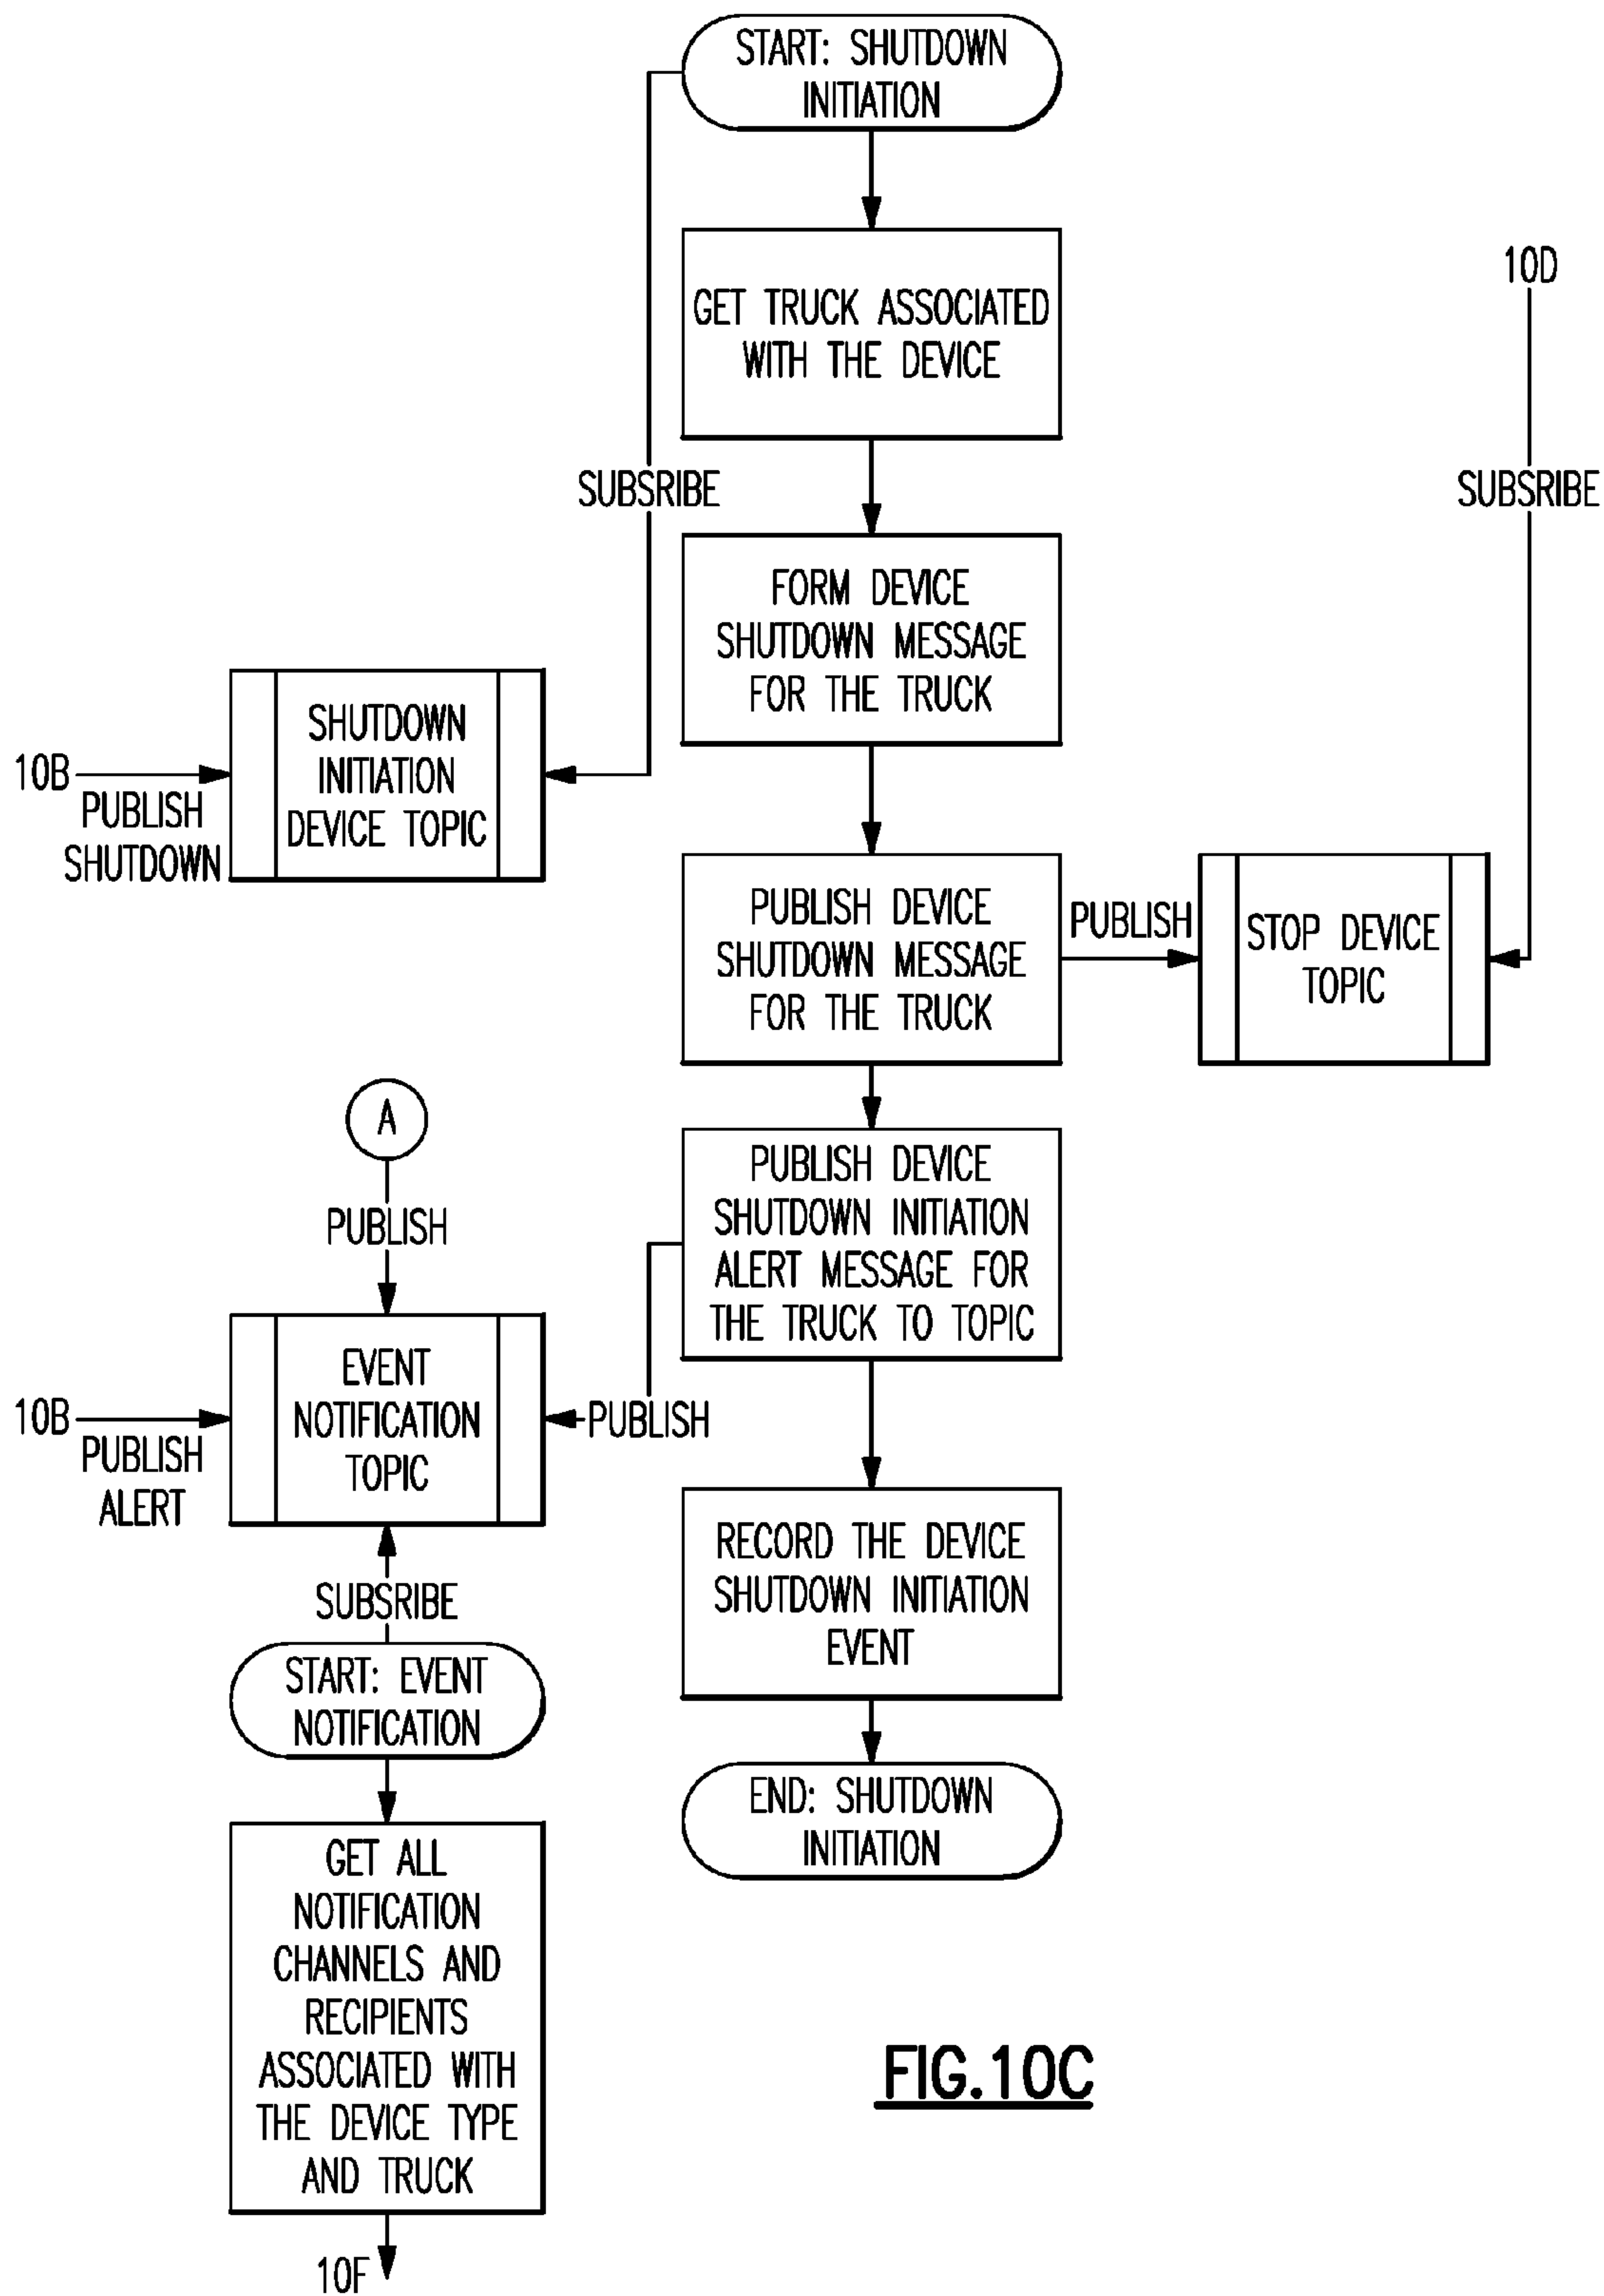 START: SHUTDOWN
INITIATION
GET TRUCK ASSOCIATED
WITH THE DEVICE
10D
SUBSRIBE
SUBSRIBE
FORM DEVICE
SHUTDOWN MESSAGE
FOR THE TRUCK
10B
PUBLISH
SHUTDOWN
SHUTDOWN
INITIATION
DEVICE TOPIC
PUBLISH DEVICE
SHUTDOWN MESSAGE
FOR THE TRUCK
PUBLISH
STOP DEVICE
TOPIC
A
PUBLISH
PUBLISH DEVICE
SHUTDOWN INITIATION
ALERT MESSAGE FOR
THE TRUCK TO TOPIC
10B
PUBLISH
ALERT
EVENT
NOTIFICATION
TOPIC
PUBLISH
SUBSRIBE
RECORD THE DEVICE
SHUTDOWN INITIATION
EVENT
START: EVENT
NOTIFICATION
END: SHUTDOWN
INITIATION
GET ALL
NOTIFICATION
CHANNELS AND
RECIPIENTS
ASSOCIATED WITH
THE DEVICE TYPE
AND TRUCK
10F
FIG.10C